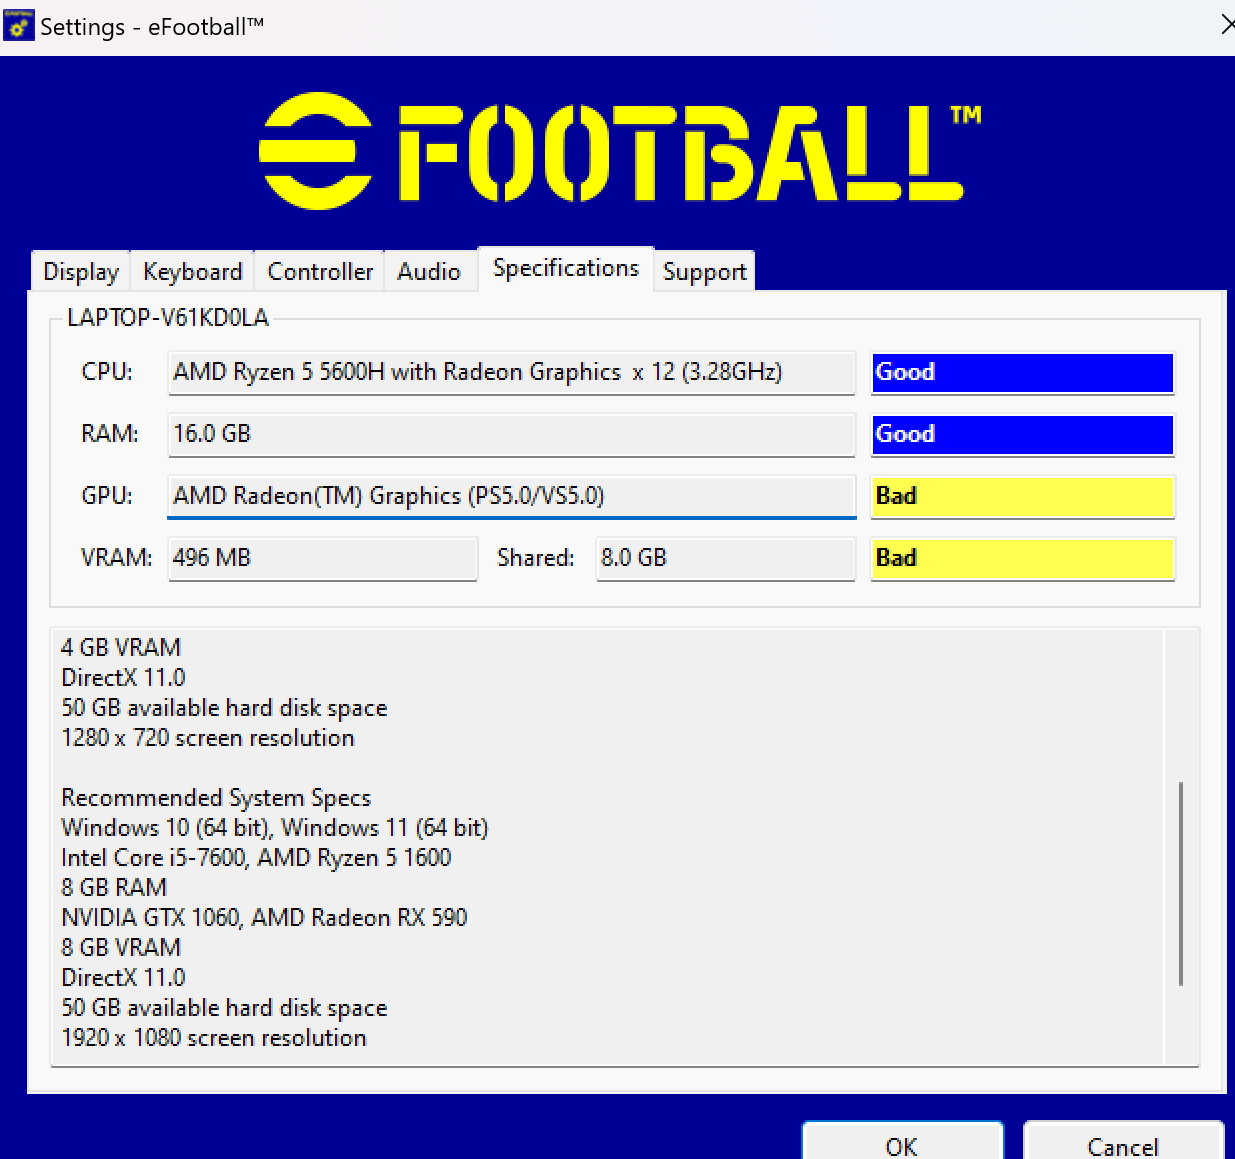 Settings - eFootball™
eFOOTBALL™
Display Keyboard Controller Audio Specifications Support
LAPTOP-V61KD0LA
CPU: AMD Ryzen 5 5600H with Radeon Graphics x 12 (3.28GHz) Good
RAM: 16.0 GB Good
GPU: AMD Radeon(TM) Graphics (PS5.0/VS5.0) Bad
VRAM: 496 MB Shared: 8.0 GB Bad
4 GB VRAM
DirectX 11.0
50 GB available hard disk space
1280 x 720 screen resolution
Recommended System Specs
Windows 10 (64 bit), Windows 11 (64 bit)
Intel Core i5-7600, AMD Ryzen 5 1600
8 GB RAM
NVIDIA GTX 1060, AMD Radeon RX 590
8 GB VRAM
DirectX 11.0
50 GB available hard disk space
1920 x 1080 screen resolution
OK Cancel